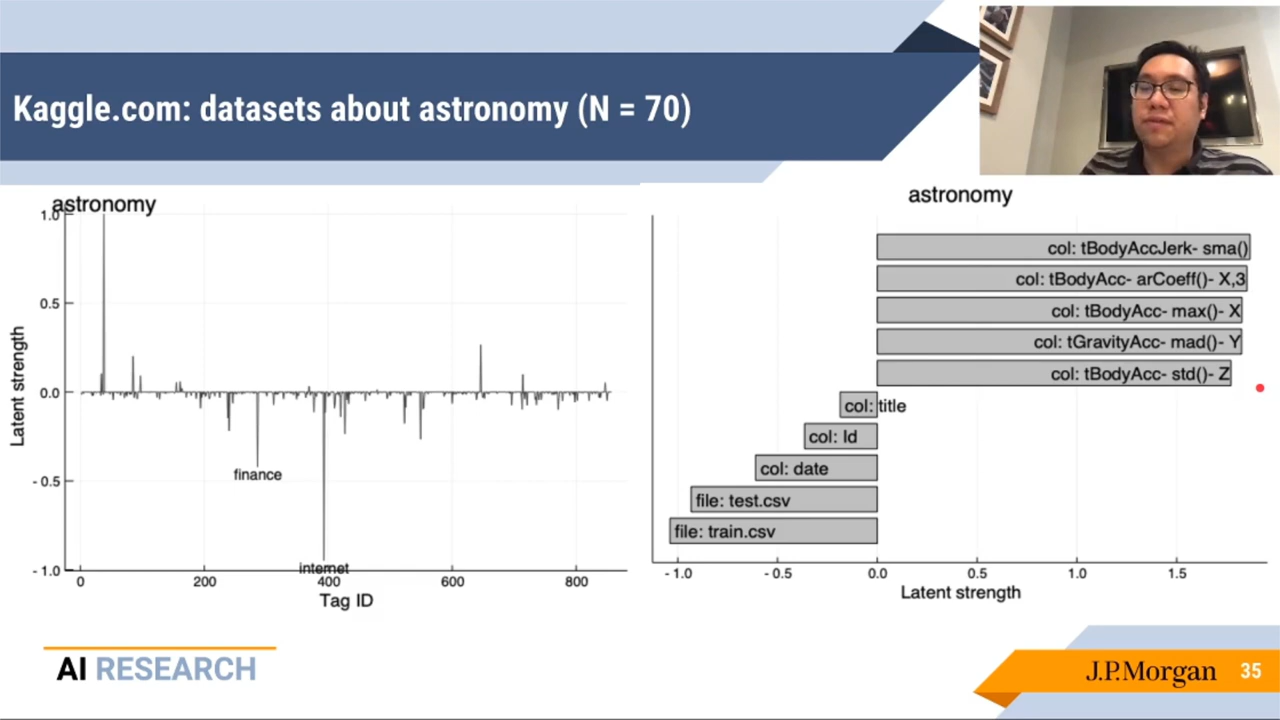 Kaggle.com: datasets about astronomy (N = 70)
astronomy
1.0
0.5
0.0
- 0.5
- 1.0
Latent strength
finance
internet
0
200
400
600
800
Tag ID
astronomy
col: tBodyAccJerk- sma()
col: tBodyAcc- arCoeff()- X,3
col: tBodyAcc- max()- X
col: tGravityAcc- mad()- Y
col: tBodyAcc- std()- Z
col: title
col: Id
col: date
file: test.csv
file: train.csv
- 1.0
- 0.5
0.0
0.5
1.0
1.5
Latent strength
AI RESEARCH
J.P.Morgan
35